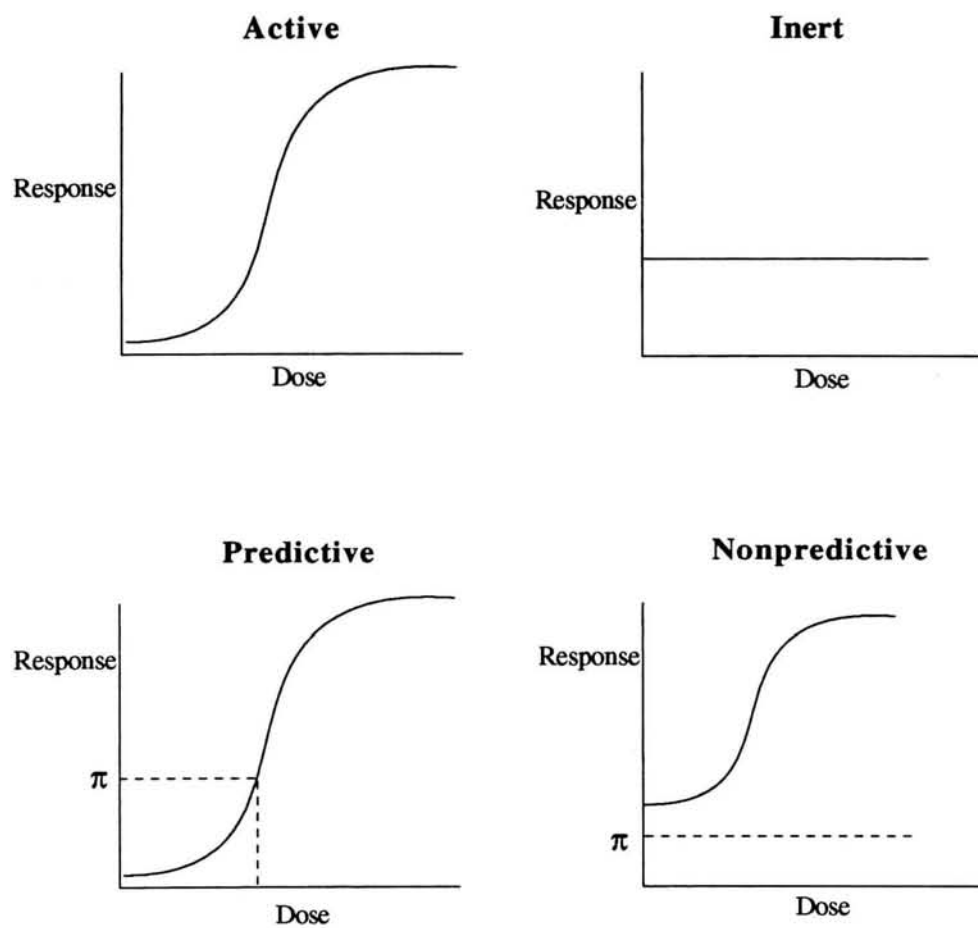 Active
Response
Dose
Inert
Response
Dose
Predictive
Response
π
Dose
Nonpredictive
Response
π
Dose